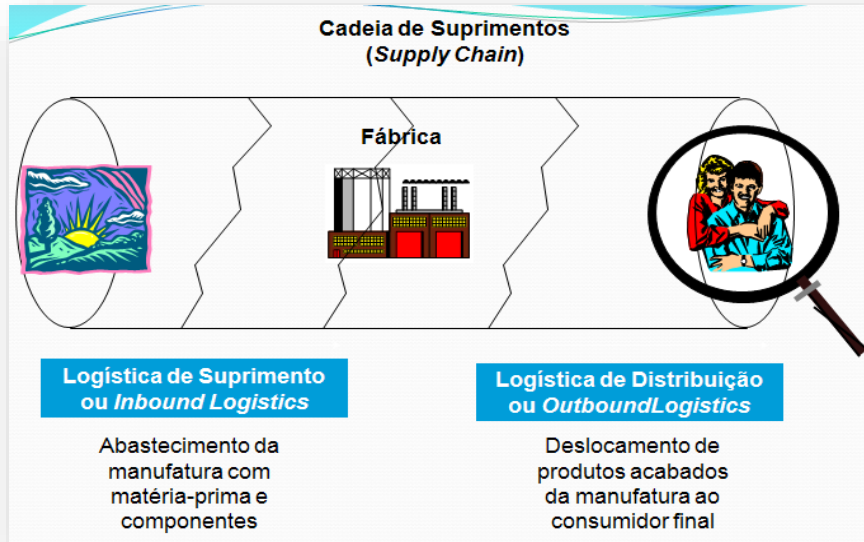 Cadeia de Suprimentos
(Supply Chain)
Fábrica
Logística de Suprimento
ou Inbound Logistics
Abastecimento da
manufatura com
matéria-prima e
componentes
Logística de Distribuição
ou OutboundLogistics
Deslocamento de
produtos acabados
da manufatura ao
consumidor final